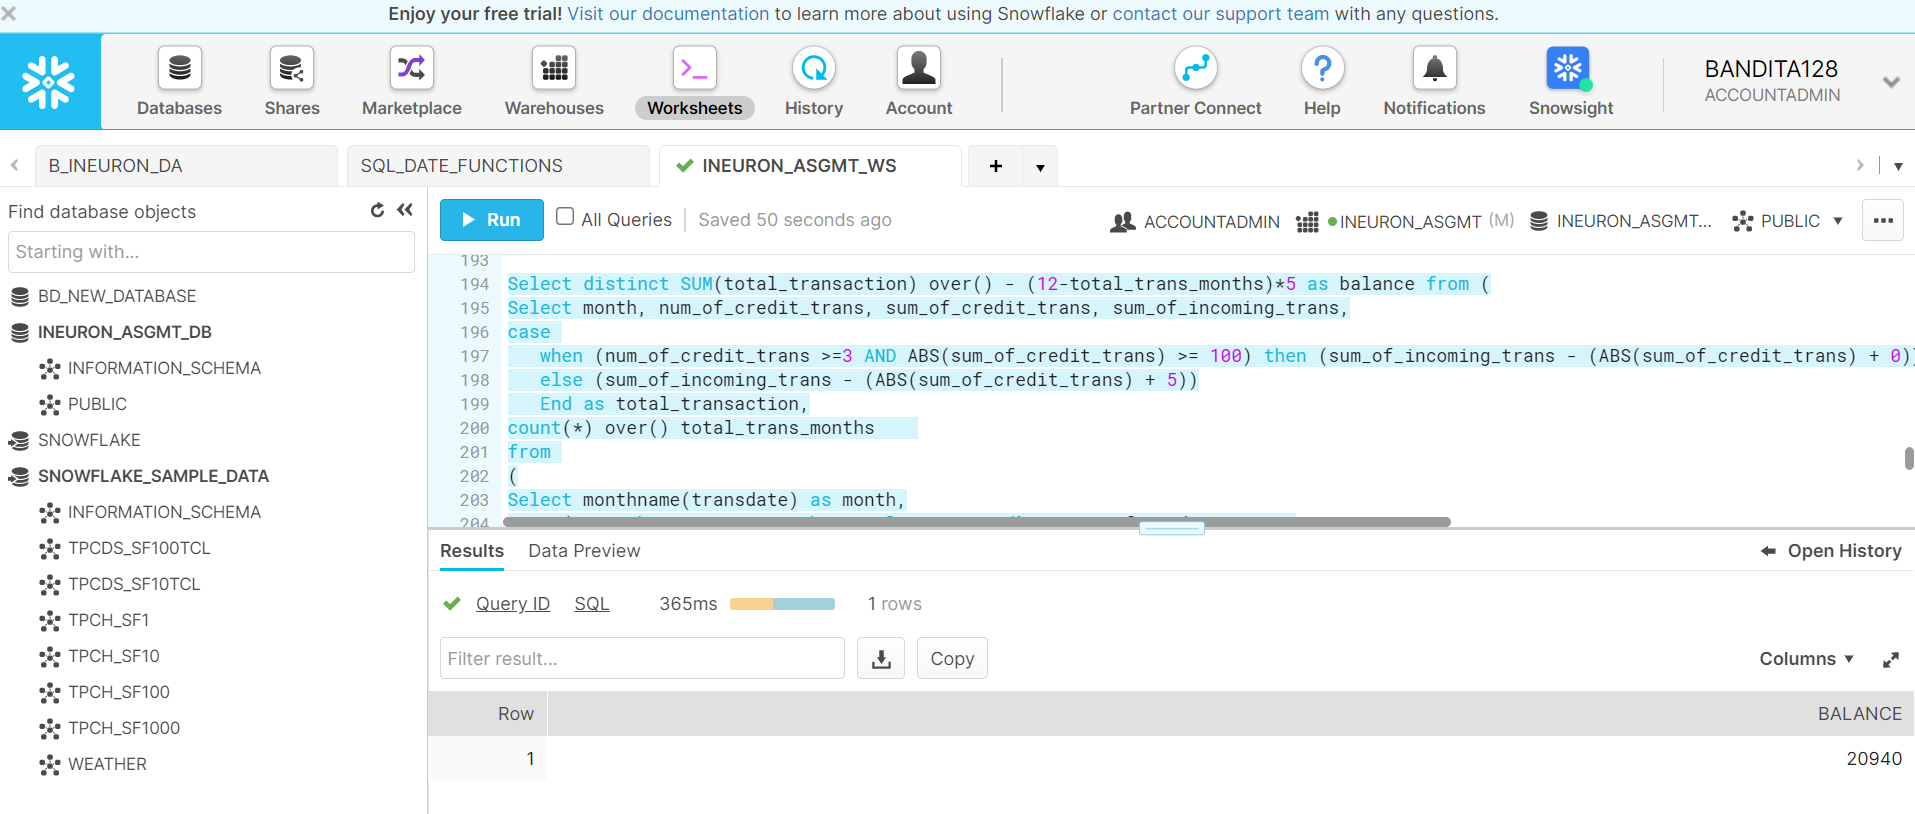 Enjoy your free trial! Visit our documentation to learn more about using Snowflake or contact our support team with any questions.
Databases
Shares
Marketplace
Warehouses
Worksheets
History
Account
Partner Connect
Help
Notifications
Snowsight
BANDITA128
ACCOUNTADMIN
B_INEURON_DA
SQL_DATE_FUNCTIONS
INEURON_ASGMT_WS
Find database objects
Starting with...
BD_NEW_DATABASE
INEURON_ASGMT_DB
INFORMATION_SCHEMA
PUBLIC
SNOWFLAKE
SNOWFLAKE_SAMPLE_DATA
INFORMATION_SCHEMA
TPCDS_SF100TCL
TPCDS_SF10TCL
TPCH_SF1
TPCH_SF10
TPCH_SF100
TPCH_SF1000
WEATHER
Run
All Queries
Saved 50 seconds ago
ACCOUNTADMIN
INEURON_ASGMT (M)
INEURON_ASGMT...
PUBLIC
193
194 Select distinct SUM(total_transaction) over() - (12-total_trans_months)*5 as balance from (
195 Select month, num_of_credit_trans, sum_of_credit_trans, sum_of_incoming_trans,
196 case
197 when (num_of_credit_trans >=3 AND ABS(sum_of_credit_trans) >= 100) then (sum_of_incoming_trans - (ABS(sum_of_credit_trans) + 0))
198 else (sum_of_incoming_trans - (ABS(sum_of_credit_trans) + 5))
199 End as total_transaction,
200 count(*) over() total_trans_months
201 from
202 (
203 Select monthname(transdate) as month,
204
Results
Data Preview
Open History
Query ID
SQL
365ms
1 rows
Filter result...
Copy
Columns
Row
BALANCE
1
20940